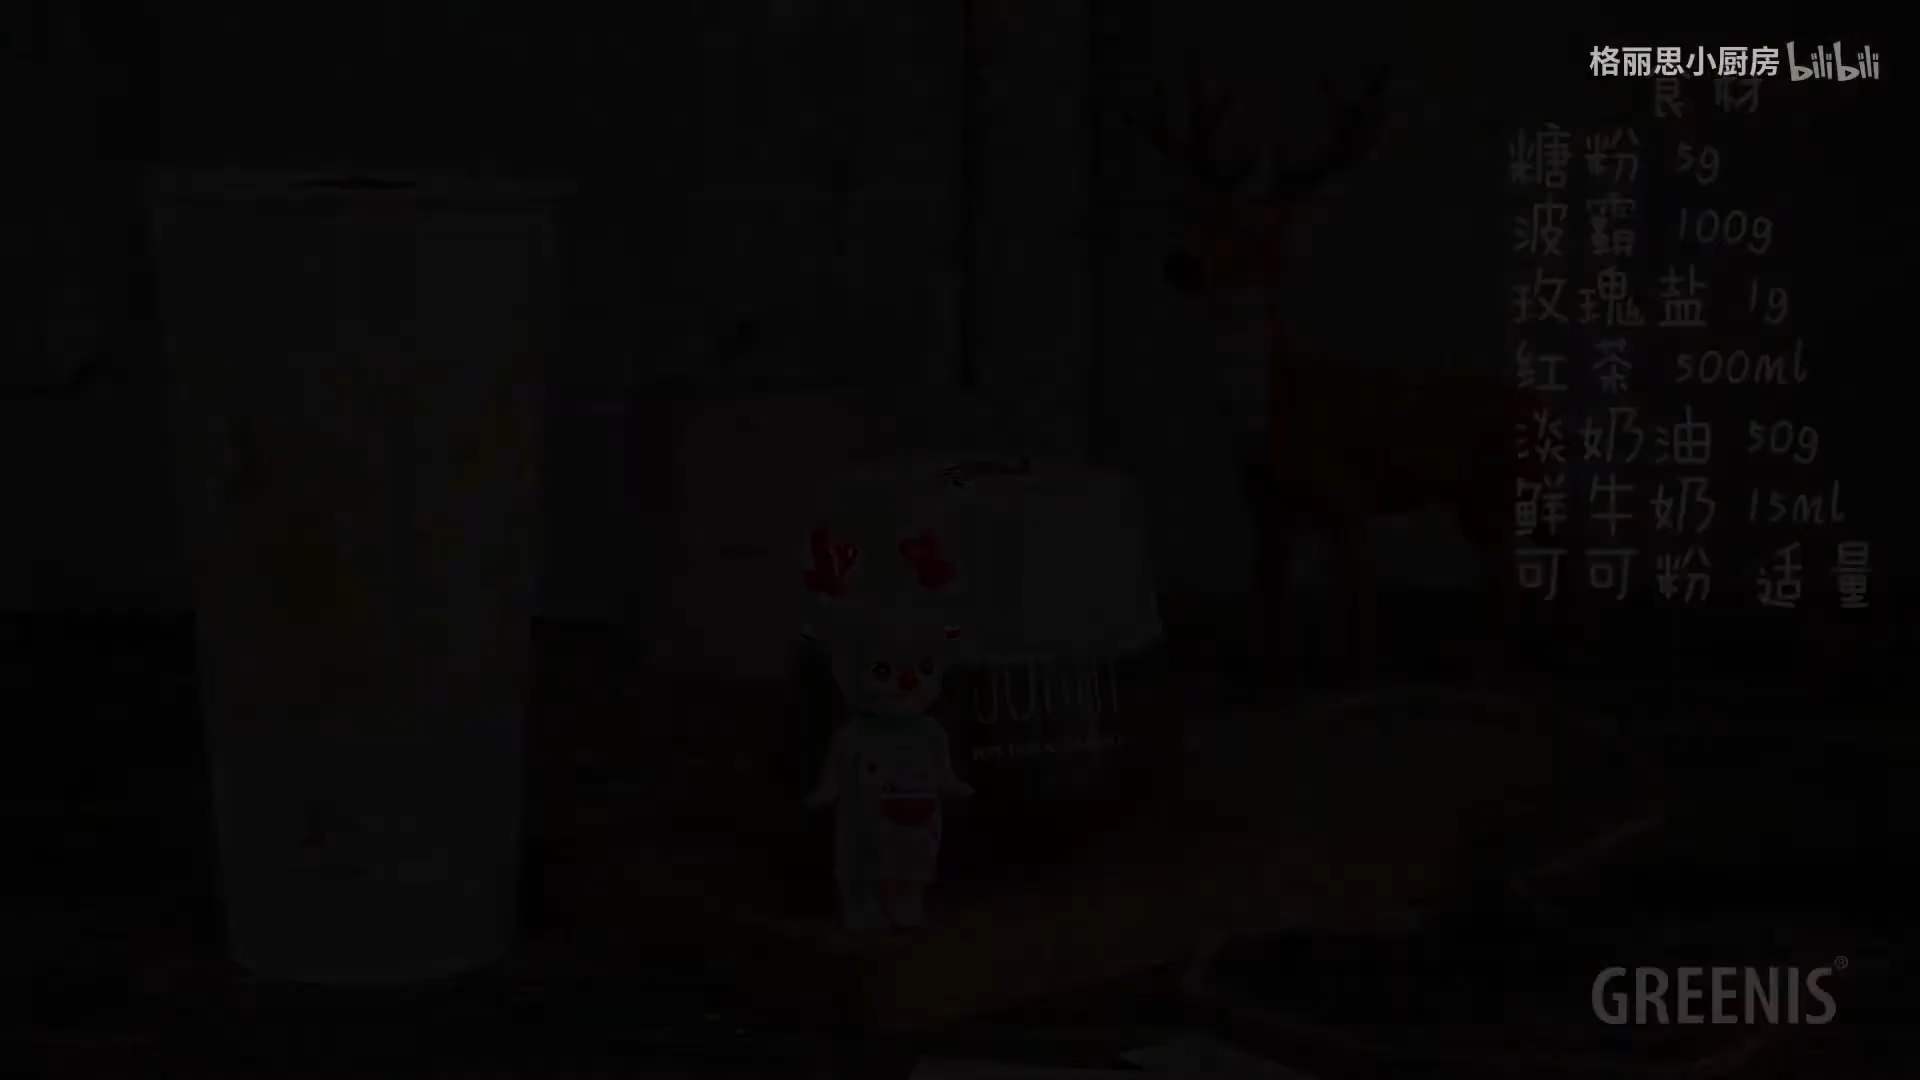 格丽思小厨房 bilibili
食材
糖粉 5g
波霸 100g
玫瑰盐 1g
红茶 500ml
淡奶油 50g
鲜牛奶 15ml
可可粉 适量
GREENIS®